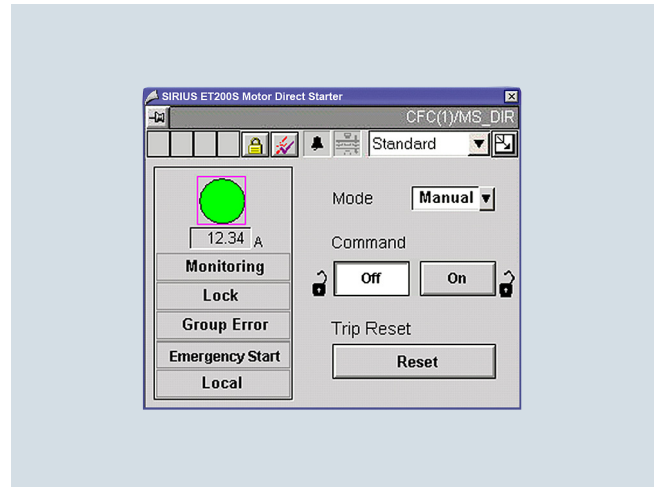 SIRIUS ET200S Motor Direct Starter
CFC(1)/MS_DIR
Standard
Mode
Manual
12.34 A
Command
Monitoring
Off
On
Lock
Group Error
Trip Reset
Emergency Start
Reset
Local